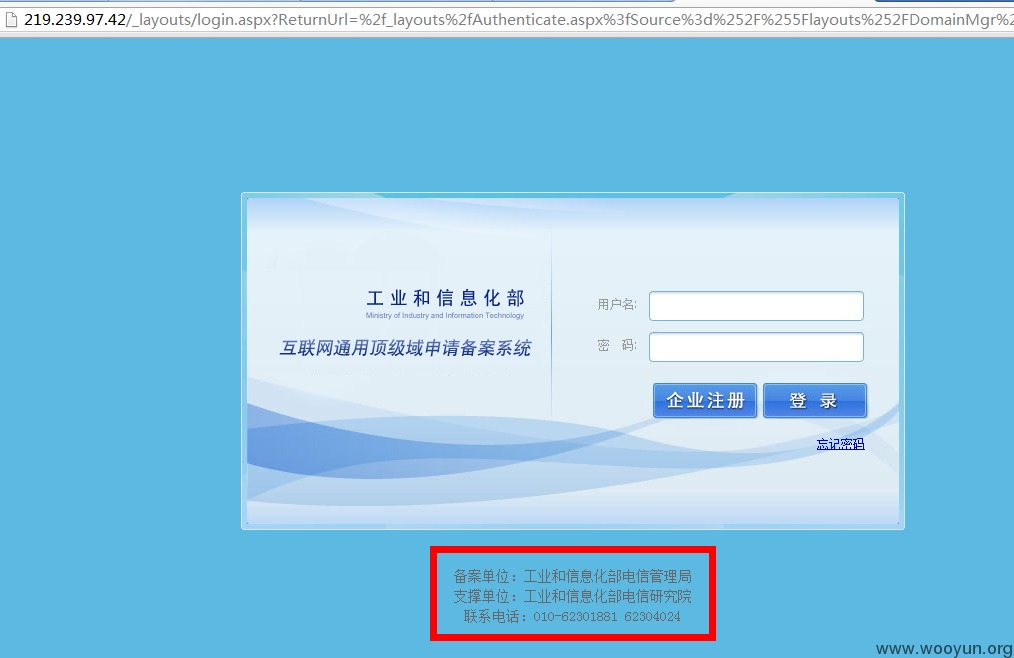 219.239.97.42/_layouts/login.aspx?ReturnUrl=%2f_layouts%2fAuthenticate.aspx%3fSource%3d%252F%255Flayouts%252FDomainMgr%2
工业和信息化部
Ministry of Industry and Information Technology
互联网通用顶级域申请备案系统
用户名:
密 码:
企业注册 登 录
忘记密码
备案单位：工业和信息化部电信管理局
支撑单位：工业和信息化部电信研究院
联系电话：010-62301881 62304024
www.wooyun.org